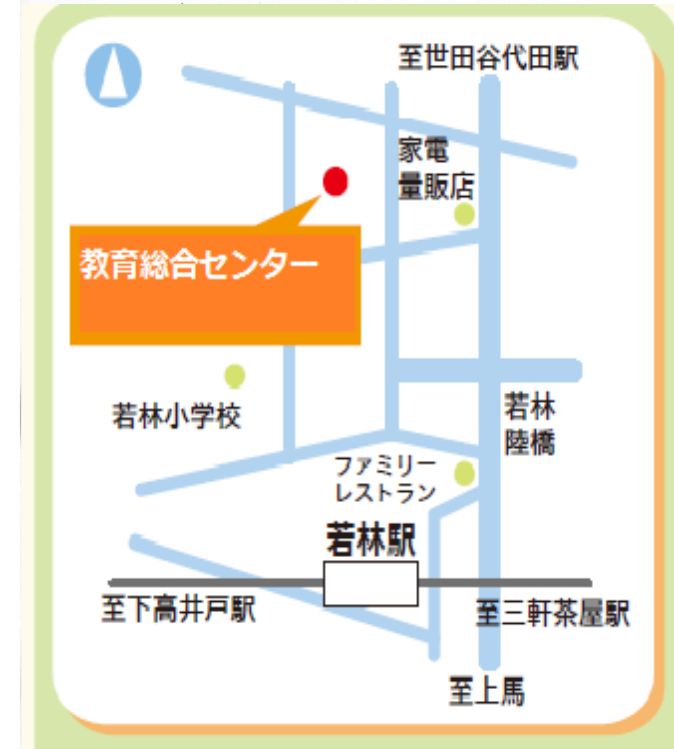 至世田谷代田駅
家電
量販店
教育総合センター
若林小学校
若林
陸橋
ファミリー
レストラン
若林駅
至下高井戸駅
至三軒茶屋駅
至上馬